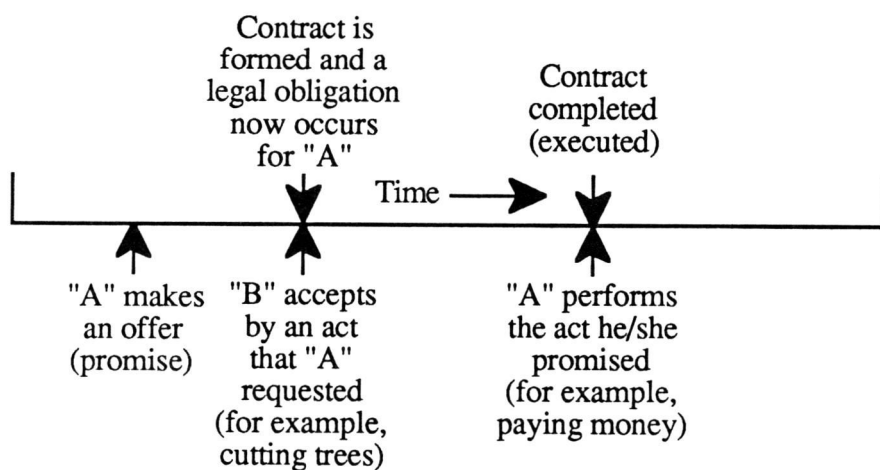 Contract is
formed and a
legal obligation
now occurs
for "A"
Contract
completed
(executed)
Time
"A" makes
an offer
(promise)
"B" accepts
by an act
that "A"
requested
(for example,
cutting trees)
"A" performs
the act he/she
promised
(for example,
paying money)